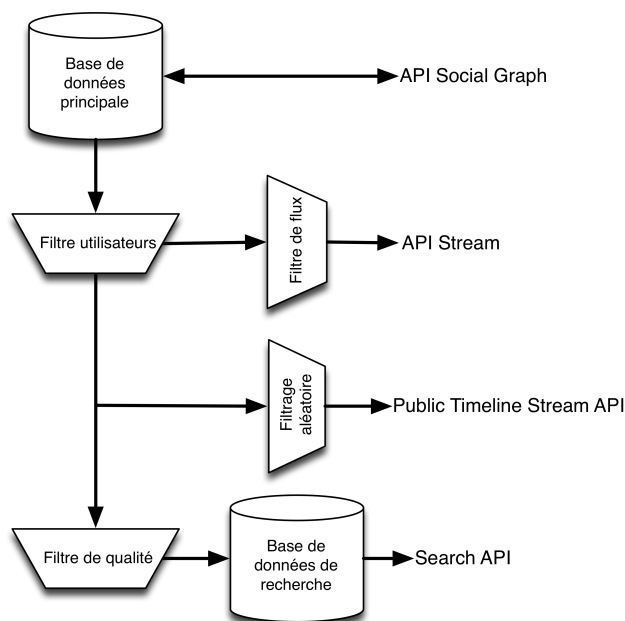 Base de
données
principale
API Social Graph
Filtre utilisateurs
Filtre de flux
API Stream
Filtrage
aléatoire
Public Timeline Stream API
Filtre de qualité
Base de
données de
recherche
Search API